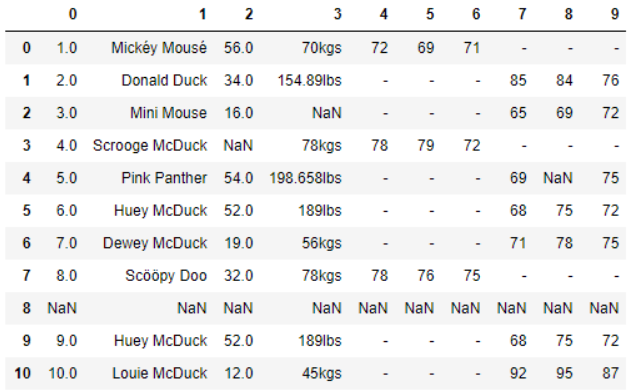 0 1 2 3 4 5 6 7 8 9
0 1.0 Mickéy Mousé 56.0 70kgs 72 69 71 - - -
1 2.0 Donald Duck 34.0 154.89lbs - - - 85 84 76
2 3.0 Mini Mouse 16.0 NaN - - - 65 69 72
3 4.0 Scrooge McDuck NaN 78kgs 78 79 72 - - -
4 5.0 Pink Panther 54.0 198.658lbs - - - 69 NaN 75
5 6.0 Huey McDuck 52.0 189lbs - - - 68 75 72
6 7.0 Dewey McDuck 19.0 56kgs - - - 71 78 75
7 8.0 Scööpy Doo 32.0 78kgs 78 76 75 - - -
8 NaN NaN NaN NaN NaN NaN NaN NaN NaN NaN
9 9.0 Huey McDuck 52.0 189lbs - - - 68 75 72
10 10.0 Louie McDuck 12.0 45kgs - - - 92 95 87